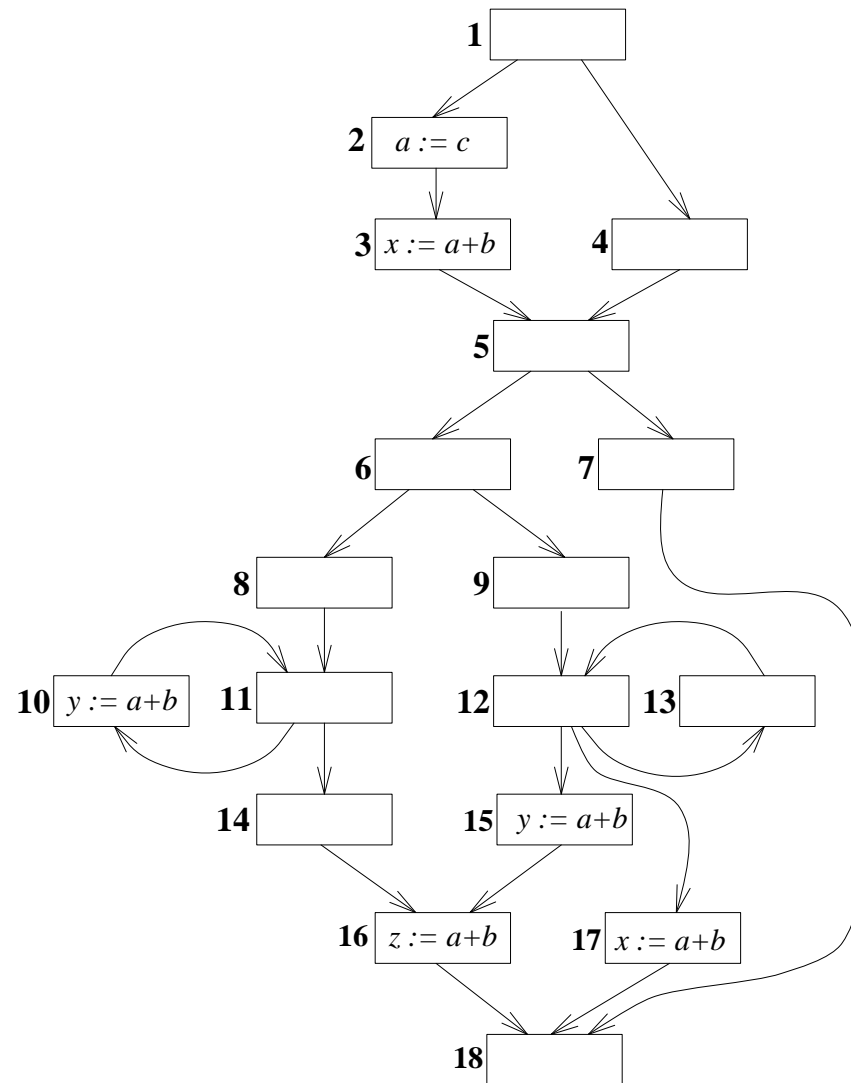 1
2 a := c
3 x := a+b 4
5
6 7
8 9
10 y := a+b 11 12 13
14 15 y := a+b
16 z := a+b 17 x := a+b
18